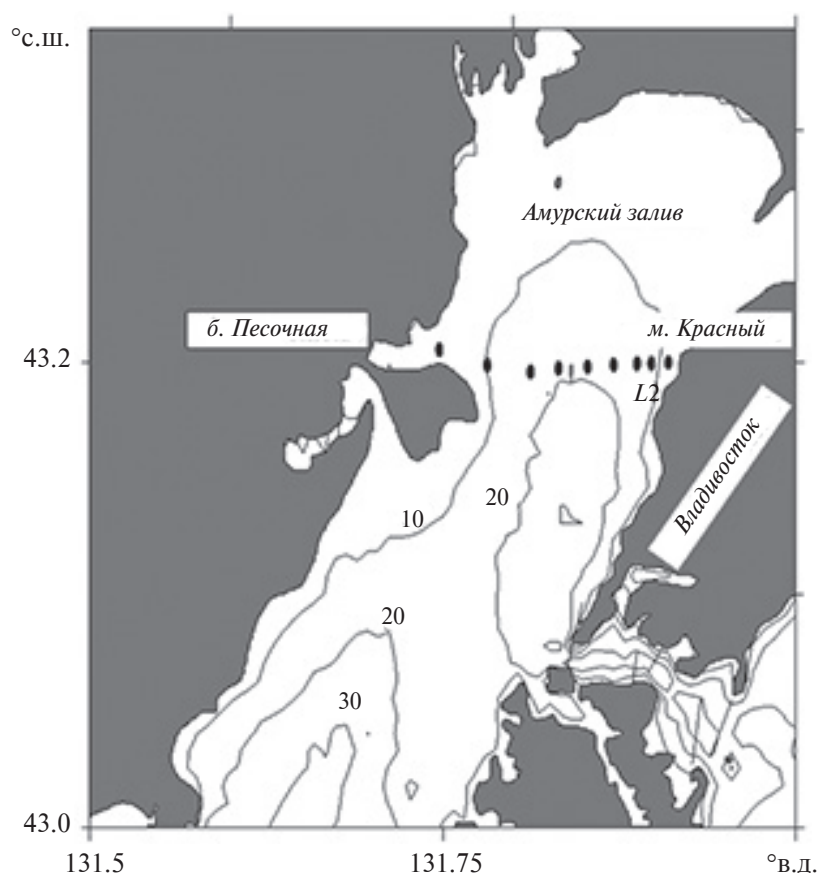 °с.ш.
Амурский залив
б. Песочная
м. Красный
43.2
L2
Владивосток
20
10
20
30
43.0
131.5
131.75
°в.д.